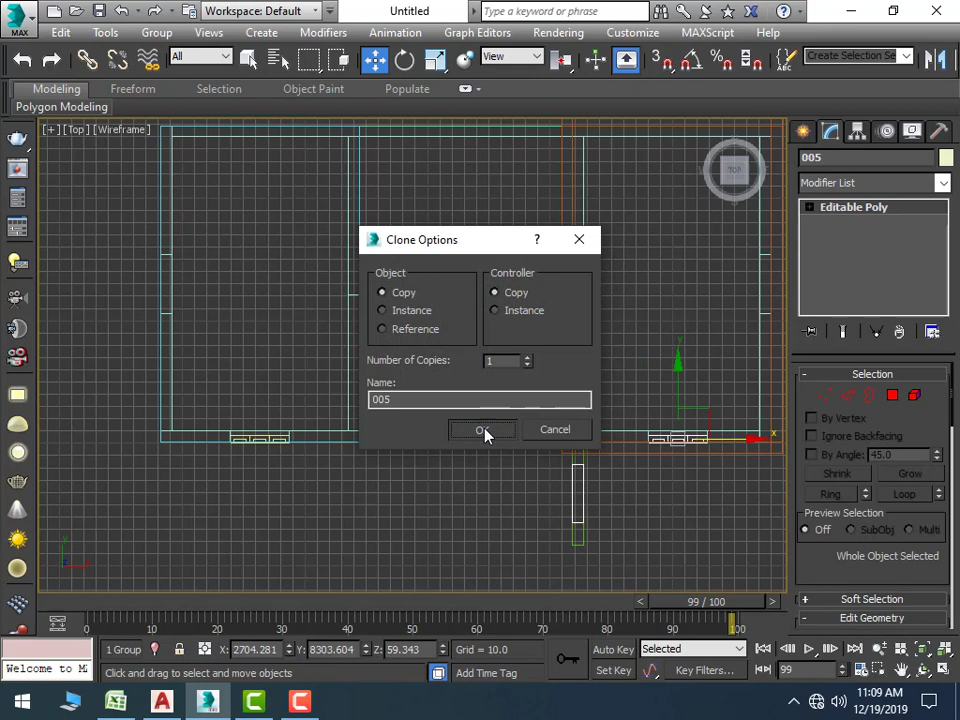 Workspace: Default
Untitled
Type a keyword or phrase
MAX
Edit Tools Group Views Create Modifiers Animation Graph Editors Rendering Customize MAXScript Help
All
View
3
Create Selection Se
Modeling Freeform Selection Object Paint Populate
Polygon Modeling
[+] [Top] [Wireframe]
TOP
005
Modifier List
Editable Poly
Clone Options
?
Object
Controller
Copy
Copy
Instance
Instance
Reference
Number of Copies: 1
Name:
005
Cancel
y
x
Selection
By Vertex
Ignore Backfacing
By Angle: 45.0
Shrink Grow
Ring Loop
Preview Selection
Off SubObj Multi
Whole Object Selected
Soft Selection
Edit Geometry
99 / 100
0 10 20 30 40 50 60 70 80 90 100
1 Group
X: 2704.281 Y: 8303.604 Z: 59.343 Grid = 10.0
Auto Key Selected
Welcome to M
Click and drag to select and move objects
Add Time Tag
Set Key Key Filters...
99
11:09 AM
12/19/2019